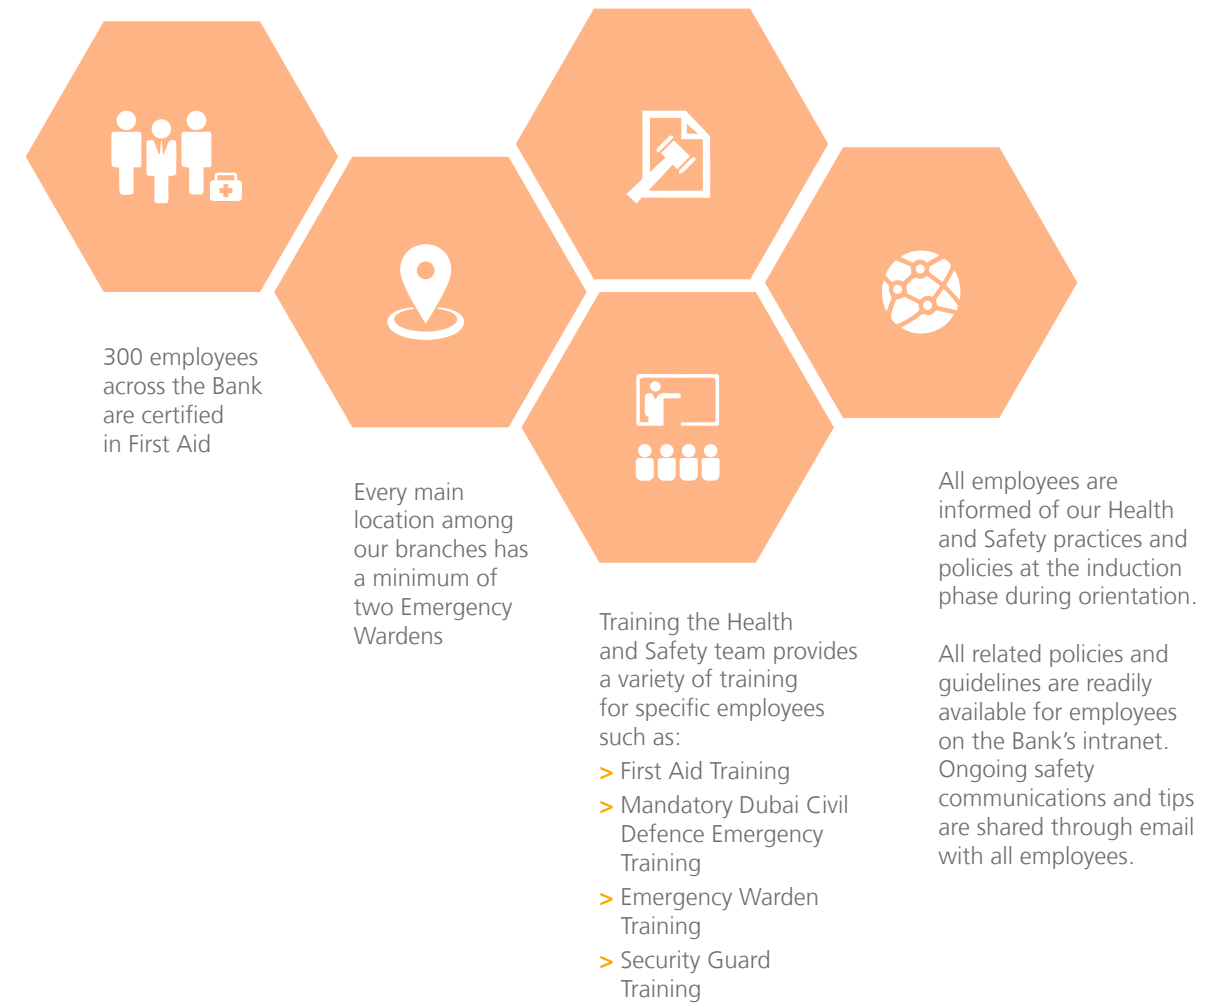 300 employees
across the Bank
are certified
in First Aid
Every main
location among
our branches has
a minimum of
two Emergency
Wardens
Training the Health
and Safety team provides
a variety of training
for specific employees
such as:
> First Aid Training
> Mandatory Dubai Civil
Defence Emergency
Training
> Emergency Warden
Training
> Security Guard
Training
All employees are
informed of our Health
and Safety practices and
policies at the induction
phase during orientation.
All related policies and
guidelines are readily
available for employees
on the Bank’s intranet.
Ongoing safety
communications and tips
are shared through email
with all employees.